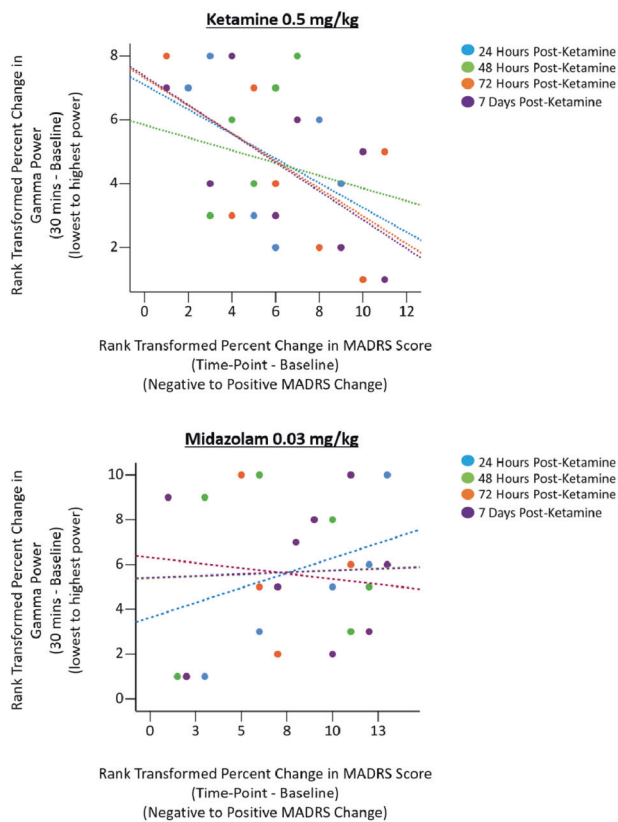 Ketamine 0.5 mg/kg
Rank Transformed Percent Change in
Gamma Power
(30 mins - Baseline)
(lowest to highest power)
8
6
4
2
0 2 4 6 8 10 12
Rank Transformed Percent Change in MADRS Score
(Time-Point - Baseline)
(Negative to Positive MADRS Change)
24 Hours Post-Ketamine
48 Hours Post-Ketamine
72 Hours Post-Ketamine
7 Days Post-Ketamine
Midazolam 0.03 mg/kg
Rank Transformed Percent Change in
Gamma Power
(30 mins - Baseline)
(lowest to highest power)
10
8
6
4
2
0
0 3 5 8 10 13
Rank Transformed Percent Change in MADRS Score
(Time-Point - Baseline)
(Negative to Positive MADRS Change)
24 Hours Post-Ketamine
48 Hours Post-Ketamine
72 Hours Post-Ketamine
7 Days Post-Ketamine